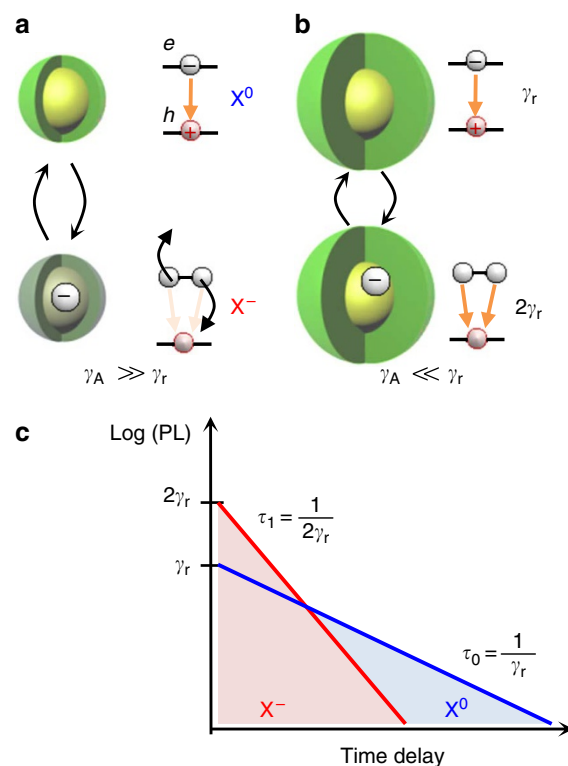 a
b
e
−
X⁰
h
+
−
γr
+
−
X⁻
γA ≫ γr
−
2γr
γA ≪ γr
c
Log (PL)
2γr
τ1 = 1/2γr
γr
τ0 = 1/γr
X⁻
X⁰
Time delay